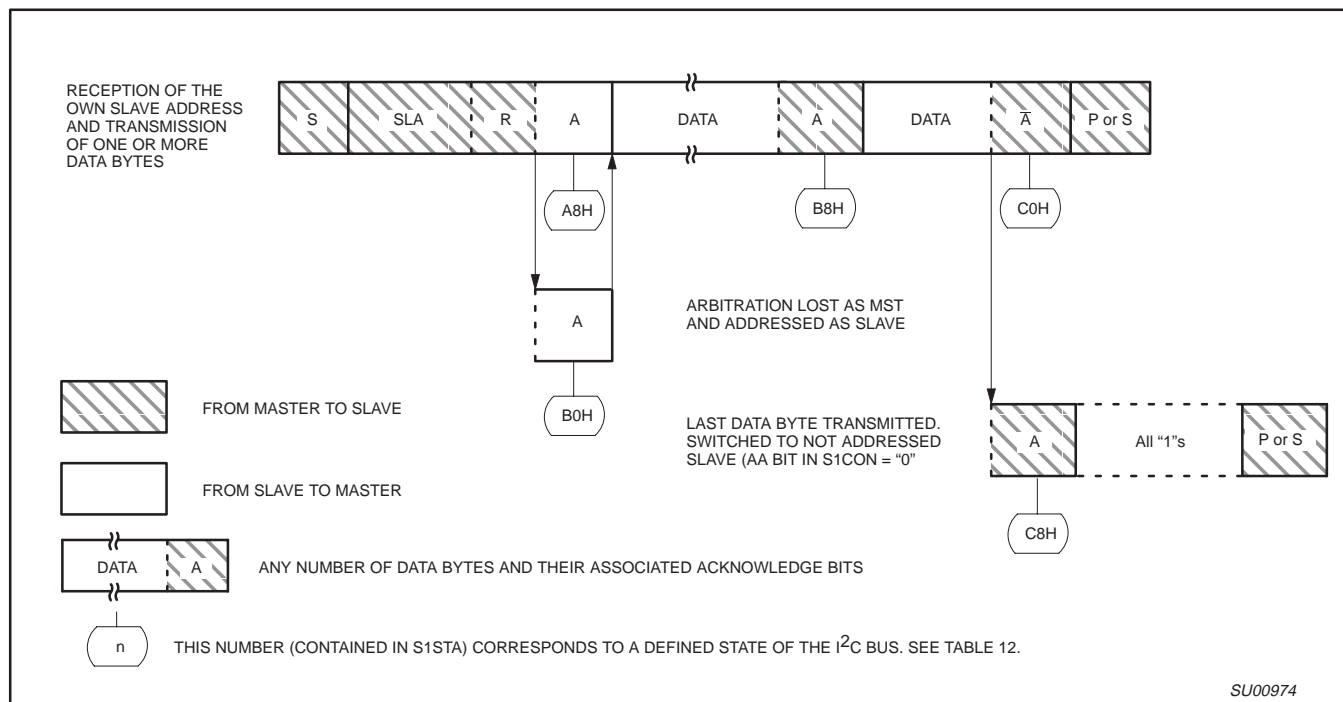 RECEPTION OF THE
OWN SLAVE ADDRESS
AND TRANSMISSION
OF ONE OR MORE
DATA BYTES
S SLA R A DATA A DATA A̅ P or S
A8H B8H C0H
A
B0H
ARBITRATION LOST AS MST
AND ADDRESSED AS SLAVE
LAST DATA BYTE TRANSMITTED.
SWITCHED TO NOT ADDRESSED
SLAVE (AA BIT IN S1CON = “0”
A All “1”s P or S
C8H
FROM MASTER TO SLAVE
FROM SLAVE TO MASTER
DATA A ANY NUMBER OF DATA BYTES AND THEIR ASSOCIATED ACKNOWLEDGE BITS
n THIS NUMBER (CONTAINED IN S1STA) CORRESPONDS TO A DEFINED STATE OF THE I²C BUS. SEE TABLE 12.
SU00974